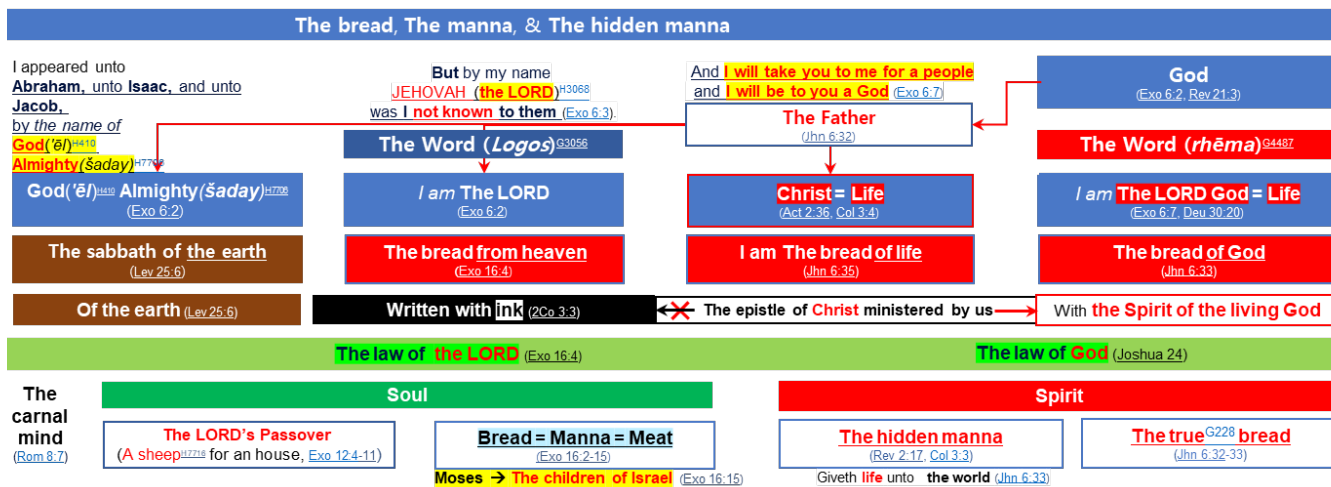 The bread, The manna, & The hidden manna
I appeared unto
Abraham, unto Isaac, and unto
Jacob,
by the name of
God('ēl)H410
Almighty(šaday)H7706
But by my name
JEHOVAH (the LORD)H3068
was I not known to them (Exo 6:3).
And I will take you to me for a people
and I will be to you a God (Exo 6:7)
God
(Exo 6:2, Rev 21:3)
The Father
(Jhn 6:32)
The Word (Logos)G3056
The Word (rhēma)G4487
God('ēl)H410 Almighty(šaday)H7706
(Exo 6:2)
I am The LORD
(Exo 6:2)
Christ = Life
(Act 2:36, Col 3:4)
I am The LORD God = Life
(Exo 6:7, Deu 30:20)
The sabbath of the earth
(Lev 25:6)
The bread from heaven
(Exo 16:4)
I am The bread of life
(Jhn 6:35)
The bread of God
(Jhn 6:33)
Of the earth (Lev 25:6)
Written with ink (2Co 3:3)
The epistle of Christ ministered by us
With the Spirit of the living God
The law of the LORD (Exo 16:4)
The law of God (Joshua 24)
The
carnal
mind
(Rom 8:7)
Soul
Spirit
The LORD's Passover
(A sheepH7716 for an house, Exo 12:4-11)
Bread = Manna = Meat
(Exo 16:2-15)
Moses → The children of Israel (Exo 16:15)
The hidden manna
(Rev 2:17, Col 3:3)
Giveth life unto the world (Jhn 6:33)
The trueG228 bread
(Jhn 6:32-33)